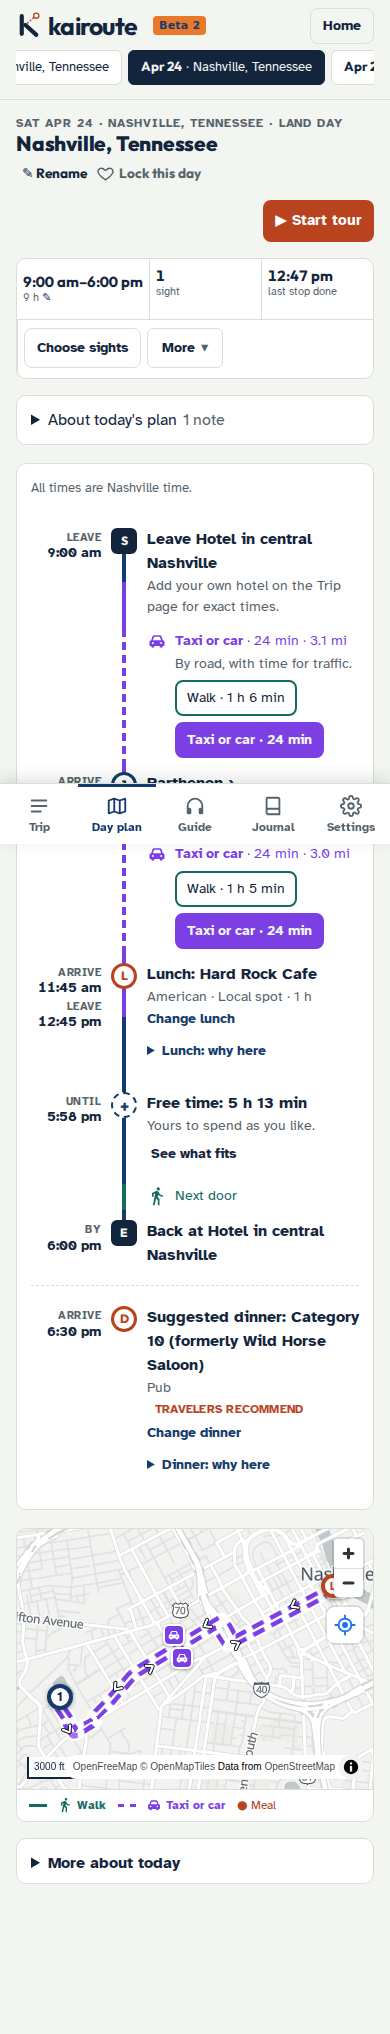 kairoute Beta 2 Home
nville, Tennessee Apr 24 · Nashville, Tennessee Apr 2
SAT APR 24 · NASHVILLE, TENNESSEE · LAND DAY
Nashville, Tennessee
✎ Rename Lock this day
▶ Start tour
9:00 am–6:00 pm 1 12:47 pm
9 h ✎ sight last stop done
Choose sights More ▼
▶ About today's plan 1 note
All times are Nashville time.
LEAVE S Leave Hotel in central
9:00 am Nashville
Add your own hotel on the Trip
page for exact times.
Taxi or car · 24 min · 3.1 mi
By road, with time for traffic.
Walk · 1 h 6 min
Taxi or car · 24 min
ARRIVE 1 Parthenon ›
Trip Day plan Guide Journal Settings
Taxi or car · 24 min · 3.0 mi
Walk · 1 h 5 min
Taxi or car · 24 min
ARRIVE L Lunch: Hard Rock Cafe
11:45 am American · Local spot · 1 h
LEAVE Change lunch
12:45 pm
▶ Lunch: why here
UNTIL + Free time: 5 h 13 min
5:58 pm Yours to spend as you like.
See what fits
Next door
BY E Back at Hotel in central
6:00 pm Nashville
ARRIVE D Suggested dinner: Category
6:30 pm 10 (formerly Wild Horse
Saloon)
Pub
TRAVELERS RECOMMEND
Change dinner
▶ Dinner: why here
+
Nas e
L
−
fton Avenue 70
1
40
outh
en
3000 ft OpenFreeMap © OpenMapTiles Data from OpenStreetMap
Walk Taxi or car Meal
▶ More about today